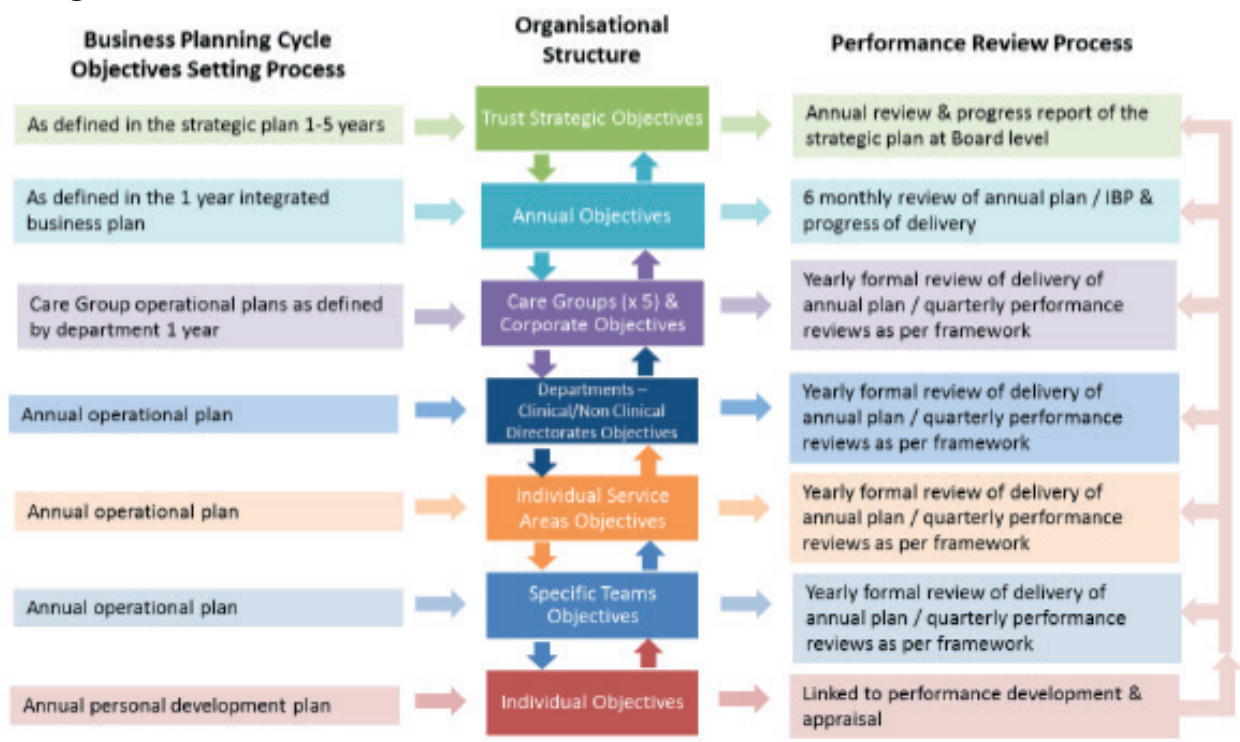 Business Planning Cycle
Objectives Setting Process
Organisational
Structure
Performance Review Process
As defined in the strategic plan 1-5 years
Trust Strategic Objectives
Annual review & progress report of the
strategic plan at Board level
As defined in the 1 year integrated
business plan
Annual Objectives
6 monthly review of annual plan / IBP &
progress of delivery
Care Group operational plans as defined
by department 1 year
Care Groups (x 5) &
Corporate Objectives
Yearly formal review of delivery of
annual plan / quarterly performance
reviews as per framework
Annual operational plan
Departments –
Clinical/Non Clinical
Directorates Objectives
Yearly formal review of delivery of
annual plan / quarterly performance
reviews as per framework
Annual operational plan
Individual Service
Areas Objectives
Yearly formal review of delivery of
annual plan / quarterly performance
reviews as per framework
Annual operational plan
Specific Teams
Objectives
Yearly formal review of delivery of
annual plan / quarterly performance
reviews as per framework
Annual personal development plan
Individual Objectives
Linked to performance development &
appraisal